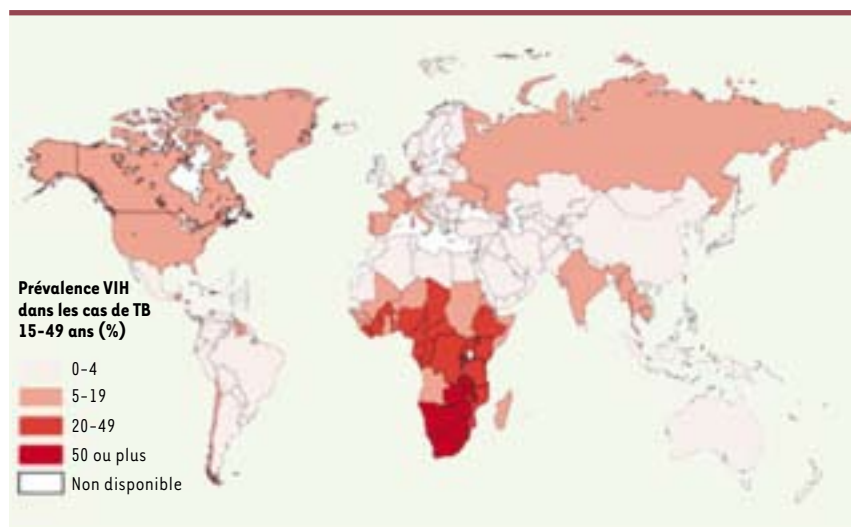 Prévalence VIH
dans les cas de TB
15-49 ans (%)
0-4
5-19
20-49
50 ou plus
Non disponible